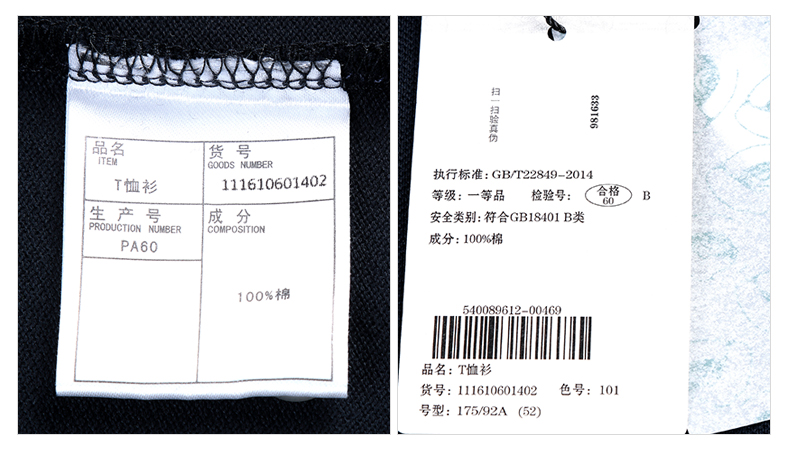 品名
ITEM
T恤衫
货号
GOODS NUMBER
111610601402
生产号
PRODUCTION NUMBER
PA60
成分
COMPOSITION
100%棉
扫一扫验真伪
981633
执行标准: GB/T22849-2014
等级: 一等品 检验号: 合格 60 B
安全类别: 符合GB18401 B类
成分: 100%棉
540089612-00469
品名: T恤衫
货号: 111610601402 色号: 101
号型: 175/92A (52)